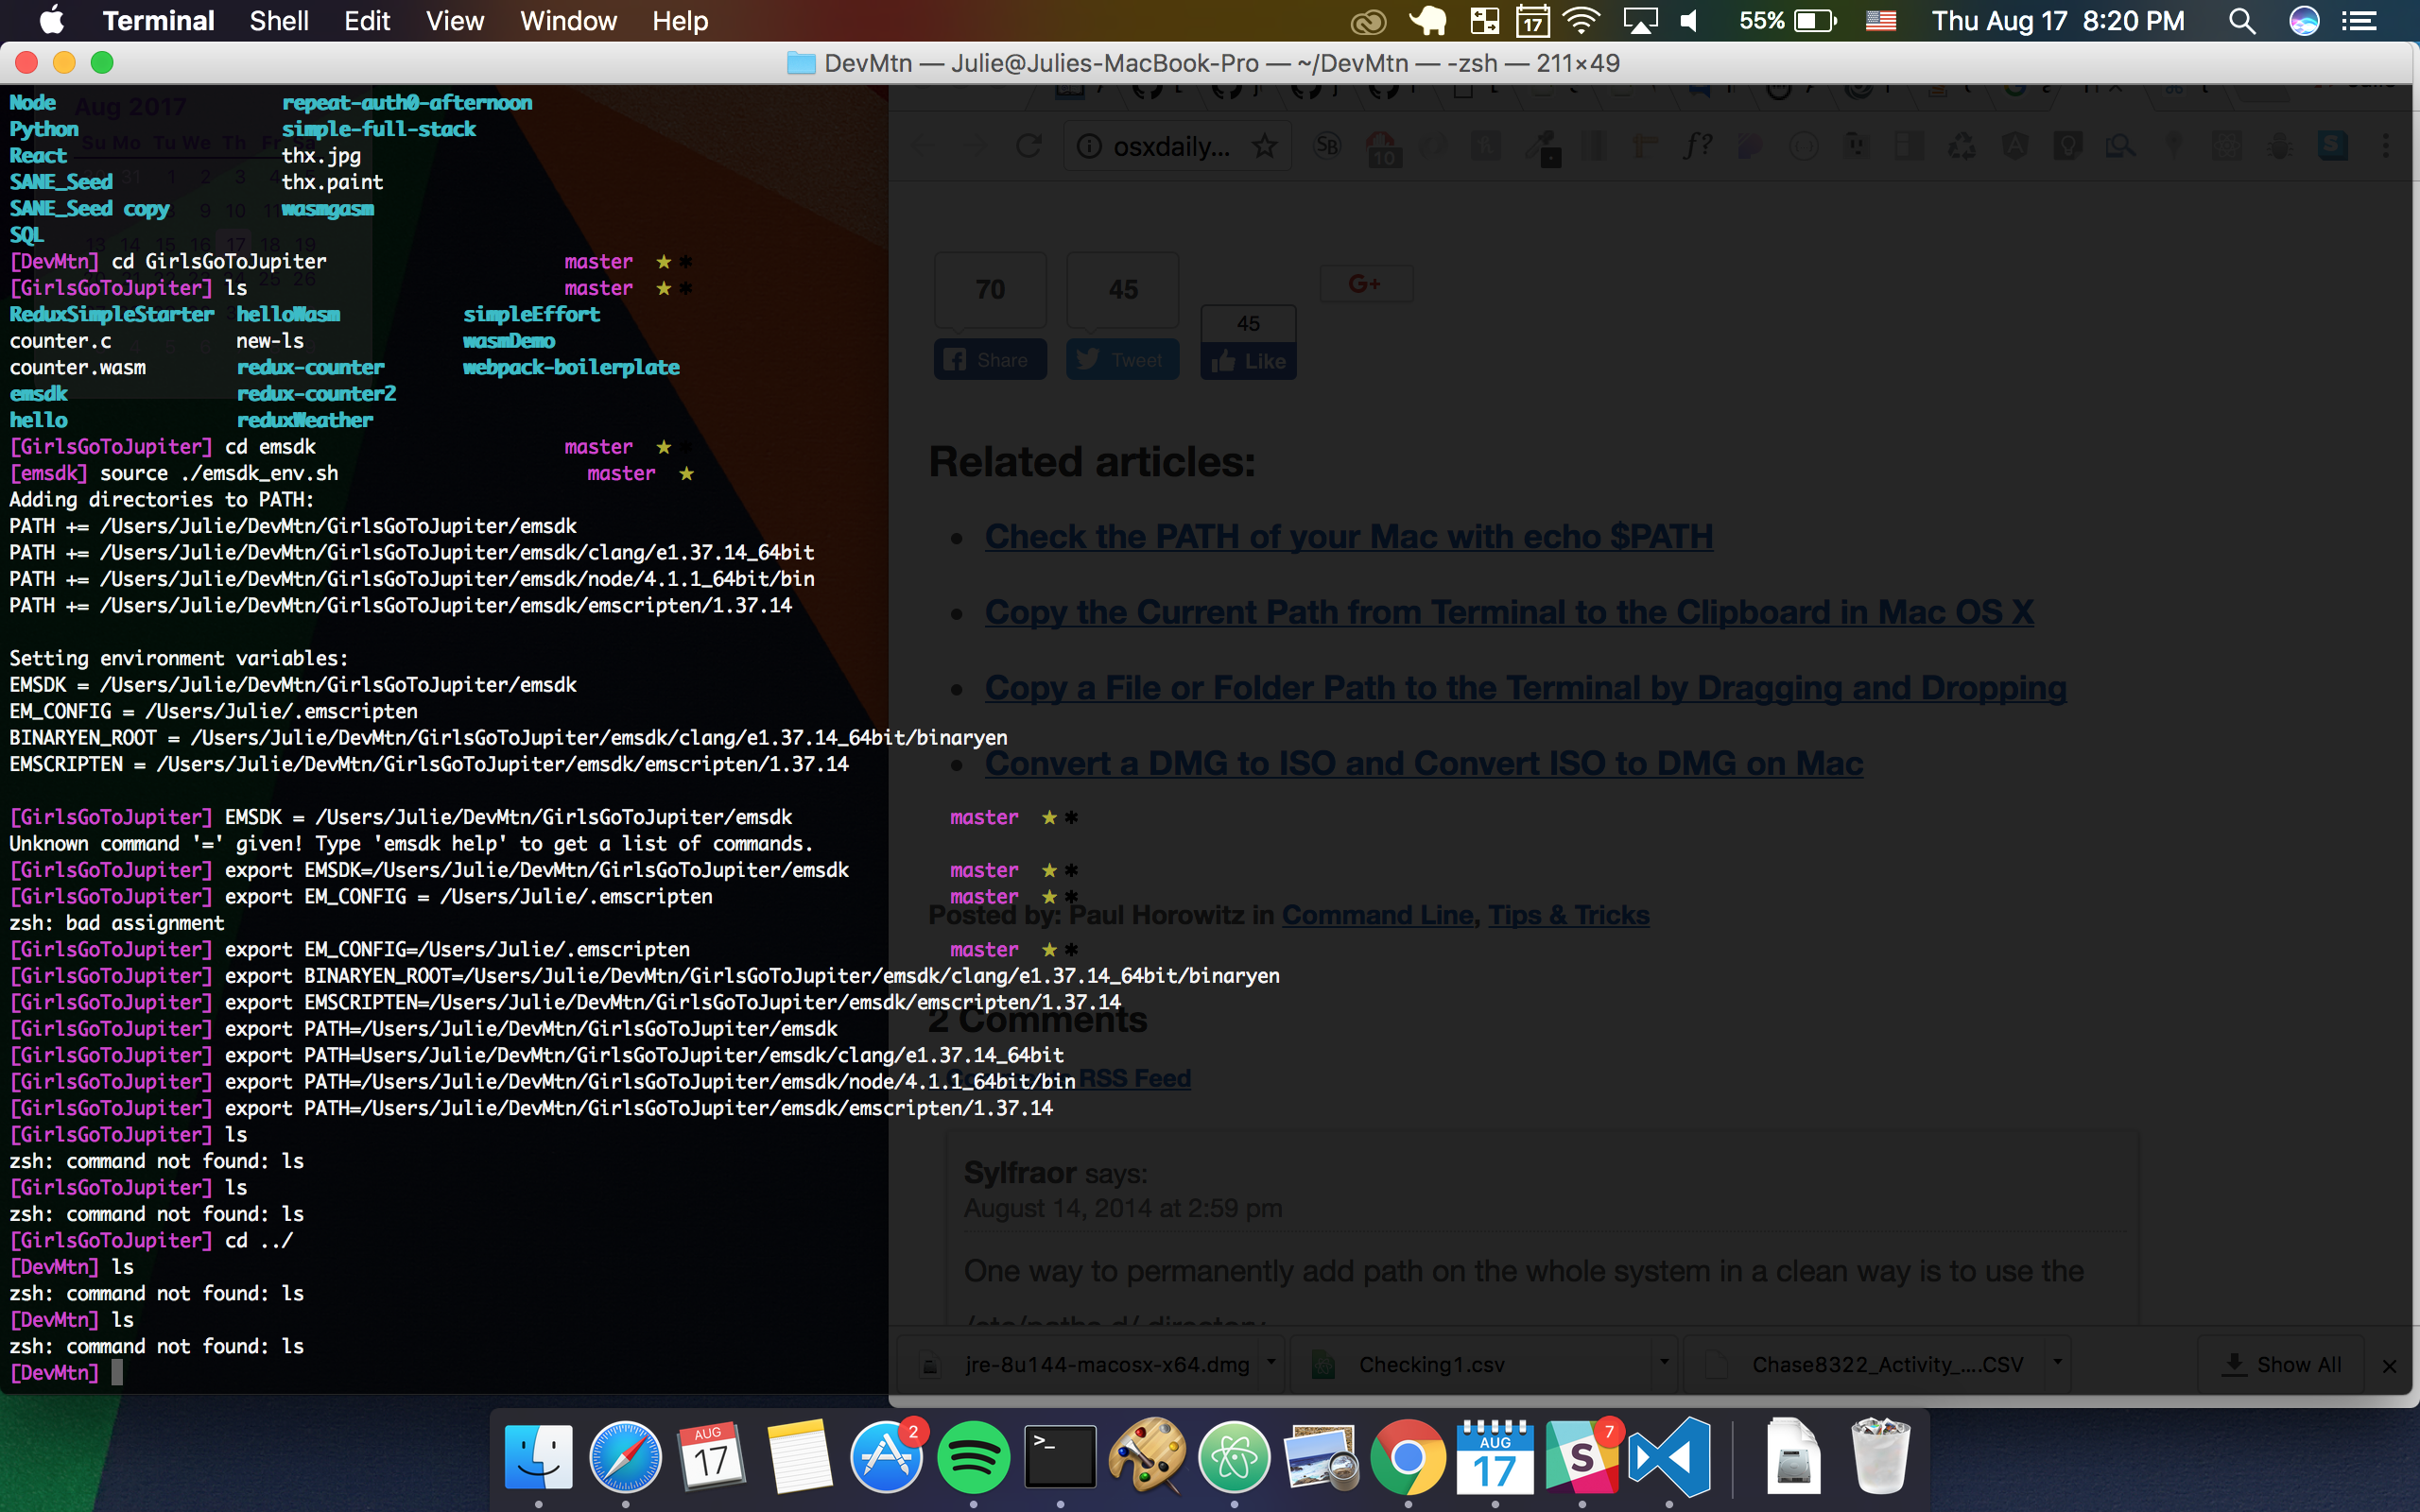 Terminal Shell Edit View Window Help
17 55% Thu Aug 17 8:20 PM
DevMtn — Julie@Julies-MacBook-Pro — ~/DevMtn — -zsh — 211×49
Node repeat-auth0-afternoon
Python simple-full-stack
React thx.jpg
SANE_Seed thx.paint
SANE_Seed copy wasmgasm
SQL
[DevMtn] cd GirlsGoToJupiter master ★ ✱
[GirlsGoToJupiter] ls master ★ ✱
ReduxSimpleStarter helloWasm simpleEffort
counter.c new-ls wasmDemo
counter.wasm redux-counter webpack-boilerplate
emsdk redux-counter2
hello reduxWeather
[GirlsGoToJupiter] cd emsdk master ★ ✱
[emsdk] source ./emsdk_env.sh master ★
Adding directories to PATH:
PATH += /Users/Julie/DevMtn/GirlsGoToJupiter/emsdk
PATH += /Users/Julie/DevMtn/GirlsGoToJupiter/emsdk/clang/e1.37.14_64bit
PATH += /Users/Julie/DevMtn/GirlsGoToJupiter/emsdk/node/4.1.1_64bit/bin
PATH += /Users/Julie/DevMtn/GirlsGoToJupiter/emsdk/emscripten/1.37.14
Setting environment variables:
EMSDK = /Users/Julie/DevMtn/GirlsGoToJupiter/emsdk
EM_CONFIG = /Users/Julie/.emscripten
BINARYEN_ROOT = /Users/Julie/DevMtn/GirlsGoToJupiter/emsdk/clang/e1.37.14_64bit/binaryen
EMSCRIPTEN = /Users/Julie/DevMtn/GirlsGoToJupiter/emsdk/emscripten/1.37.14
[GirlsGoToJupiter] EMSDK = /Users/Julie/DevMtn/GirlsGoToJupiter/emsdk master ★ ✱
Unknown command '=' given! Type 'emsdk help' to get a list of commands.
[GirlsGoToJupiter] export EMSDK=/Users/Julie/DevMtn/GirlsGoToJupiter/emsdk master ★ ✱
[GirlsGoToJupiter] export EM_CONFIG = /Users/Julie/.emscripten master ★ ✱
zsh: bad assignment
[GirlsGoToJupiter] export EM_CONFIG=/Users/Julie/.emscripten master ★ ✱
[GirlsGoToJupiter] export BINARYEN_ROOT=/Users/Julie/DevMtn/GirlsGoToJupiter/emsdk/clang/e1.37.14_64bit/binaryen
[GirlsGoToJupiter] export EMSCRIPTEN=/Users/Julie/DevMtn/GirlsGoToJupiter/emsdk/emscripten/1.37.14
[GirlsGoToJupiter] export PATH=/Users/Julie/DevMtn/GirlsGoToJupiter/emsdk
[GirlsGoToJupiter] export PATH=Users/Julie/DevMtn/GirlsGoToJupiter/emsdk/clang/e1.37.14_64bit
[GirlsGoToJupiter] export PATH=/Users/Julie/DevMtn/GirlsGoToJupiter/emsdk/node/4.1.1_64bit/bin
[GirlsGoToJupiter] export PATH=/Users/Julie/DevMtn/GirlsGoToJupiter/emsdk/emscripten/1.37.14
[GirlsGoToJupiter] ls
zsh: command not found: ls
[GirlsGoToJupiter] ls
zsh: command not found: ls
[GirlsGoToJupiter] cd ../
[DevMtn] ls
zsh: command not found: ls
[DevMtn] ls
zsh: command not found: ls
[DevMtn]
Aug 2017
Su Mo Tu We Th Fr Sa
osxdaily... SB 10 f?
70 45 G+
45
Share Tweet Like
Related articles:
Check the PATH of your Mac with echo $PATH
Copy the Current Path from Terminal to the Clipboard in Mac OS X
Copy a File or Folder Path to the Terminal by Dragging and Dropping
Convert a DMG to ISO and Convert ISO to DMG on Mac
Posted by: Paul Horowitz in Command Line, Tips & Tricks
2 Comments
RSS Feed
Sylfraor says:
August 14, 2014 at 2:59 pm
One way to permanently add path on the whole system in a clean way is to use the
/etc/paths.d/ directory
jre-8u144-macosx-x64.dmg Checking1.csv Chase8322_Activity_....CSV Show All
AUG 17 2 >_ AUG 17 S 7